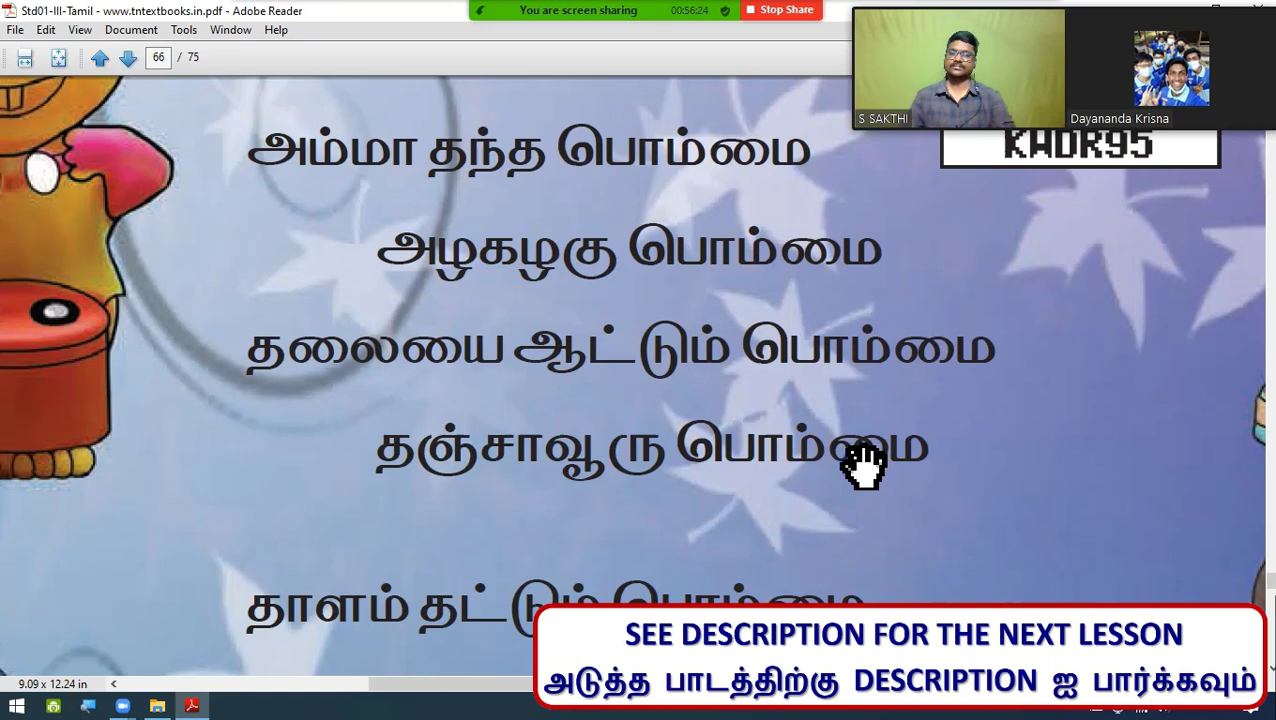 Std01-III-Tamil - www.tntextbooks.in.pdf - Adobe Reader
You are screen sharing
00:56:24
Stop Share
File Edit View Document Tools Window Help
66 / 75
S SAKTHI
Dayananda Krisna
KHDR95
அம்மா தந்த பொம்மை
அழகழகு பொம்மை
தலையை ஆட்டும் பொம்மை
தஞ்சாவூரு பொம்மை
தாளம் தட்டும் பொம்மை
SEE DESCRIPTION FOR THE NEXT LESSON
அடுத்த பாடத்திற்கு DESCRIPTION ஐ பார்க்கவும்
9.09 x 12.24 in